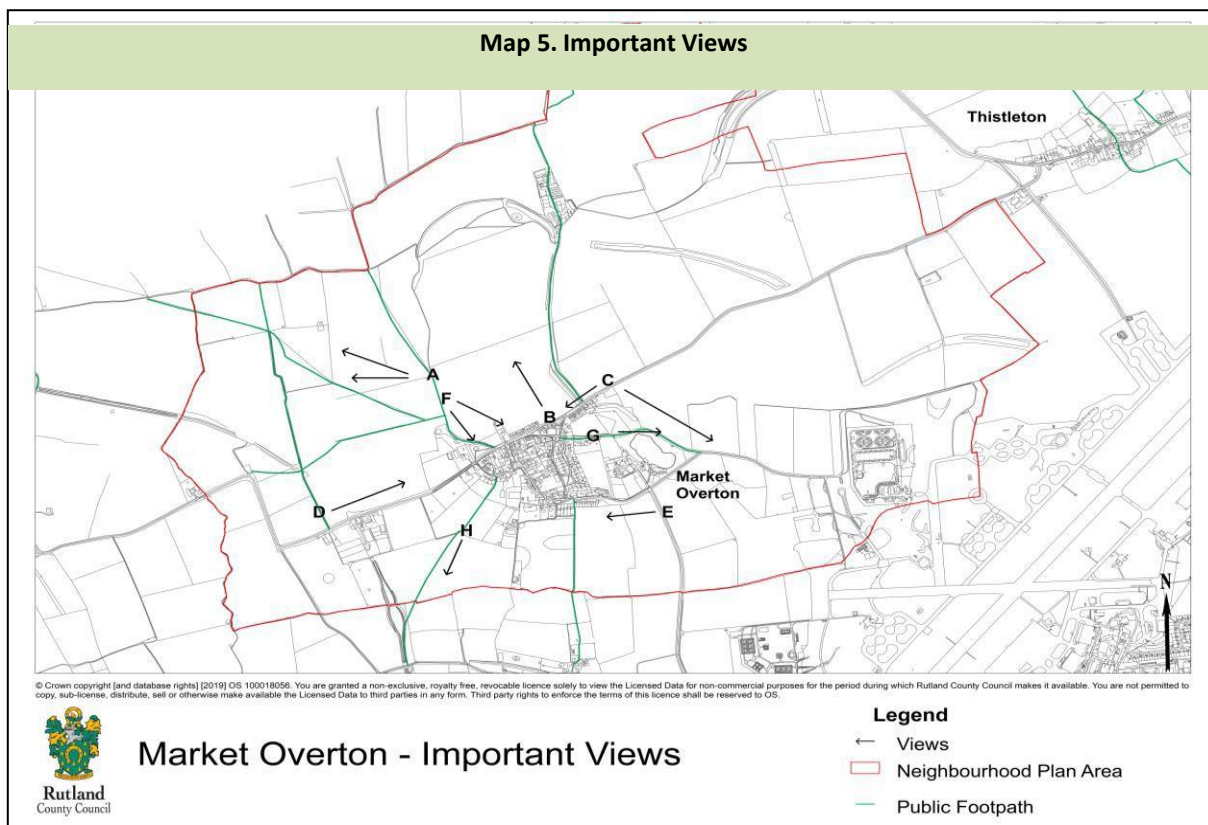 Map 5. Important Views
Thistleton
A
F
C
B
G
Market
Overton
D
E
H
N
© Crown copyright [and database rights] [2019] OS 100018056. You are granted a non-exclusive, royalty free, revocable licence solely to view the Licensed Data for non-commercial purposes for the period during which Rutland County Council makes it available. You are not permitted to
copy, sub-license, distribute, sell or otherwise make available the Licensed Data to third parties in any form. Third party rights to enforce the terms of this licence shall be reserved to OS.
Rutland
County Council
Market Overton - Important Views
Legend
Views
Neighbourhood Plan Area
Public Footpath